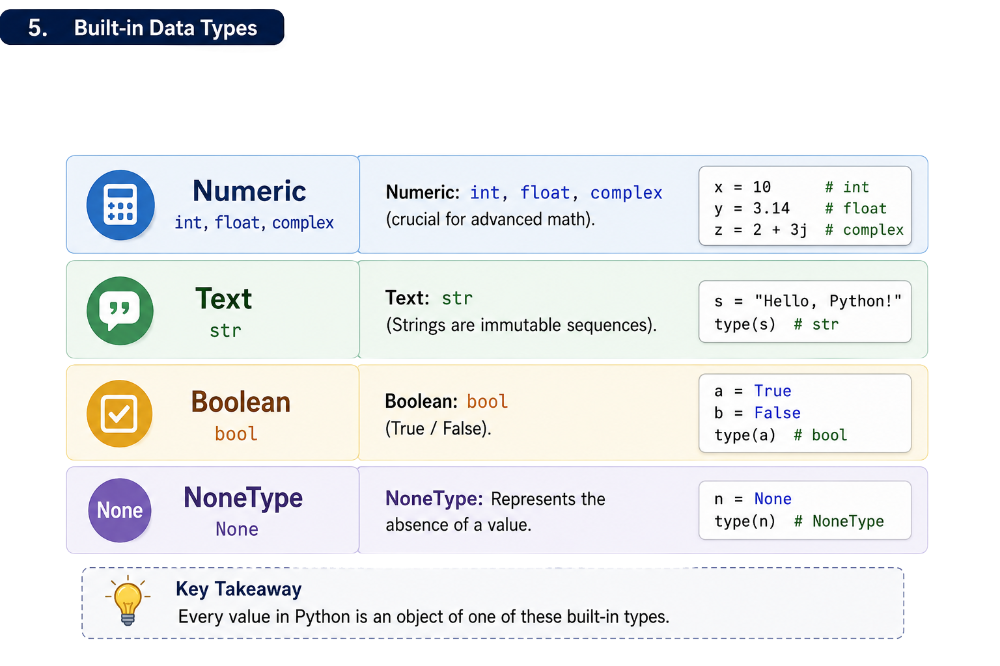 5. Built-in Data Types
Numeric
int, float, complex
Numeric: int, float, complex
(crucial for advanced math).
x = 10 # int
y = 3.14 # float
z = 2 + 3j # complex
Text
str
Text: str
(Strings are immutable sequences).
s = "Hello, Python!"
type(s) # str
Boolean
bool
Boolean: bool
(True / False).
a = True
b = False
type(a) # bool
None
NoneType
None
NoneType: Represents the
absence of a value.
n = None
type(n) # NoneType
Key Takeaway
Every value in Python is an object of one of these built-in types.